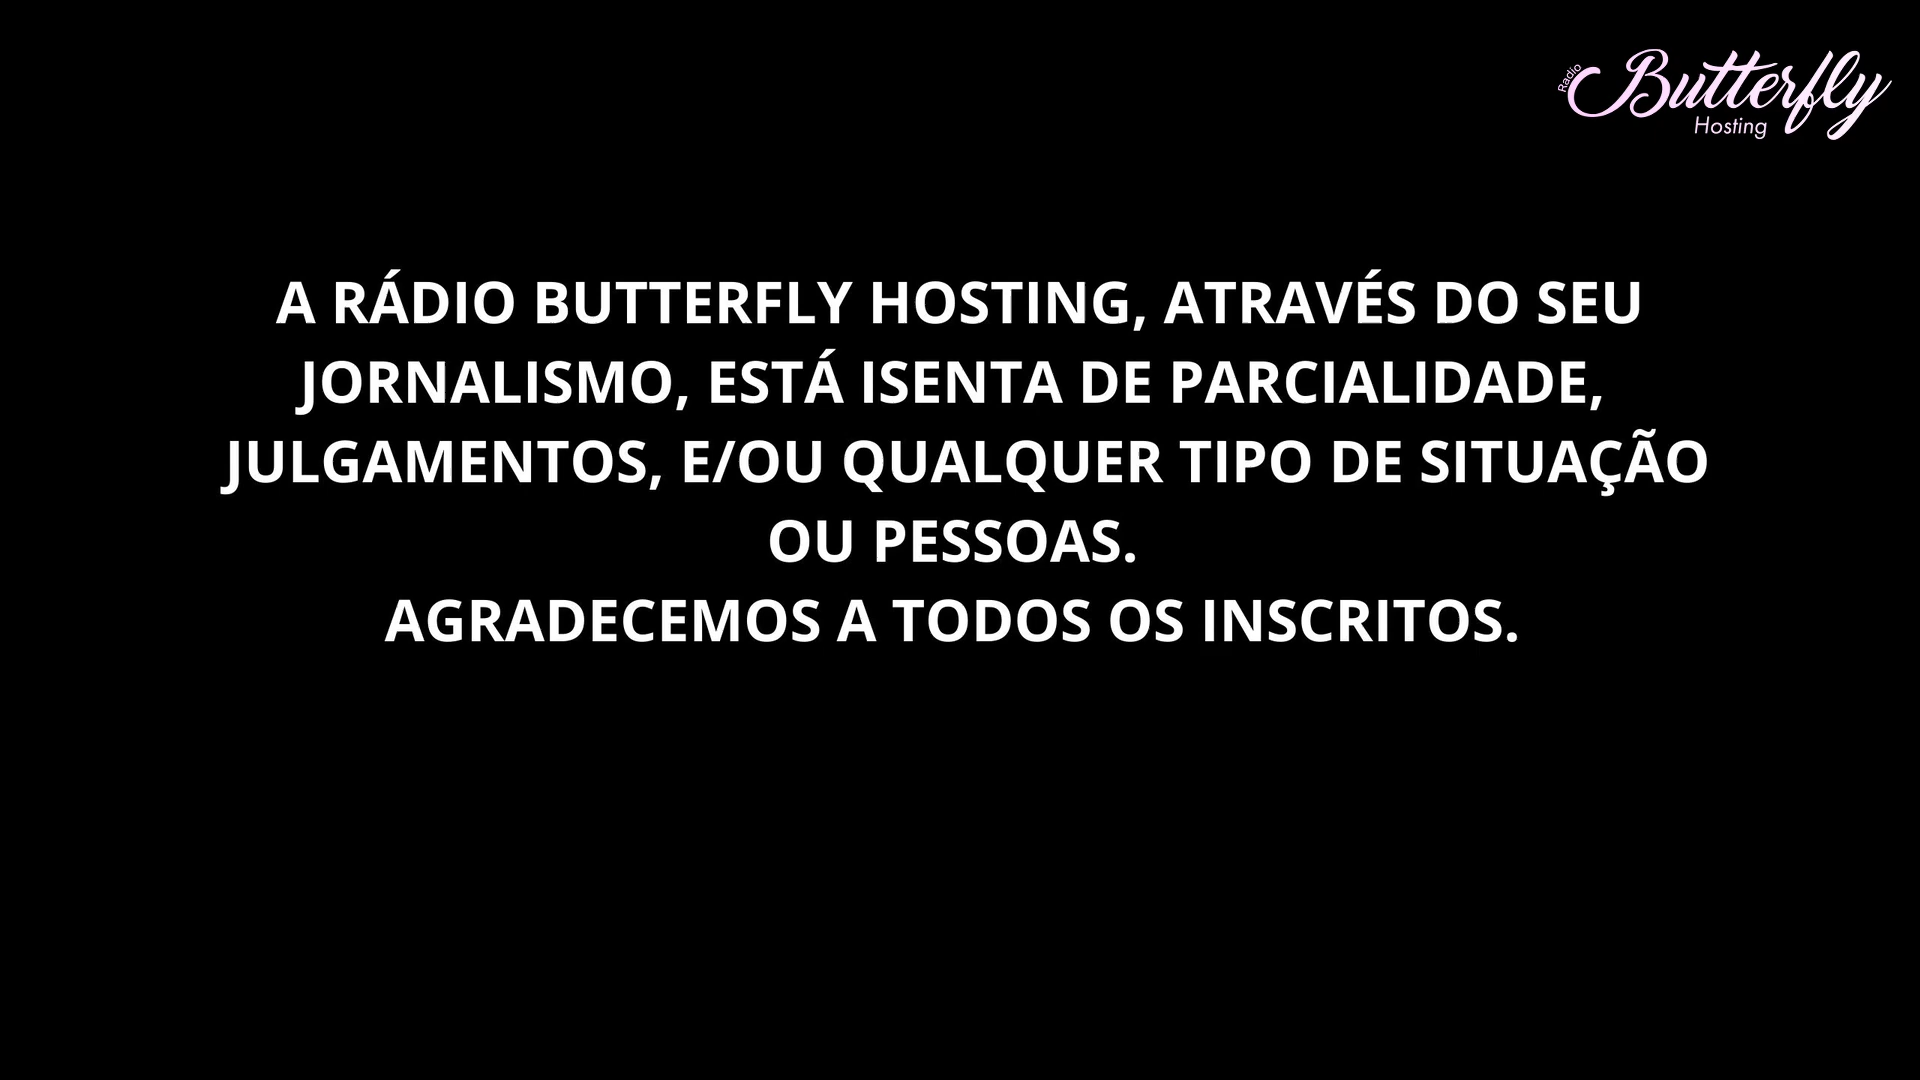 Radio
Butterfly
Hosting
A RÁDIO BUTTERFLY HOSTING, ATRAVÉS DO SEU
JORNALISMO, ESTÁ ISENTA DE PARCIALIDADE,
JULGAMENTOS, E/OU QUALQUER TIPO DE SITUAÇÃO
OU PESSOAS.
AGRADECEMOS A TODOS OS INSCRITOS.